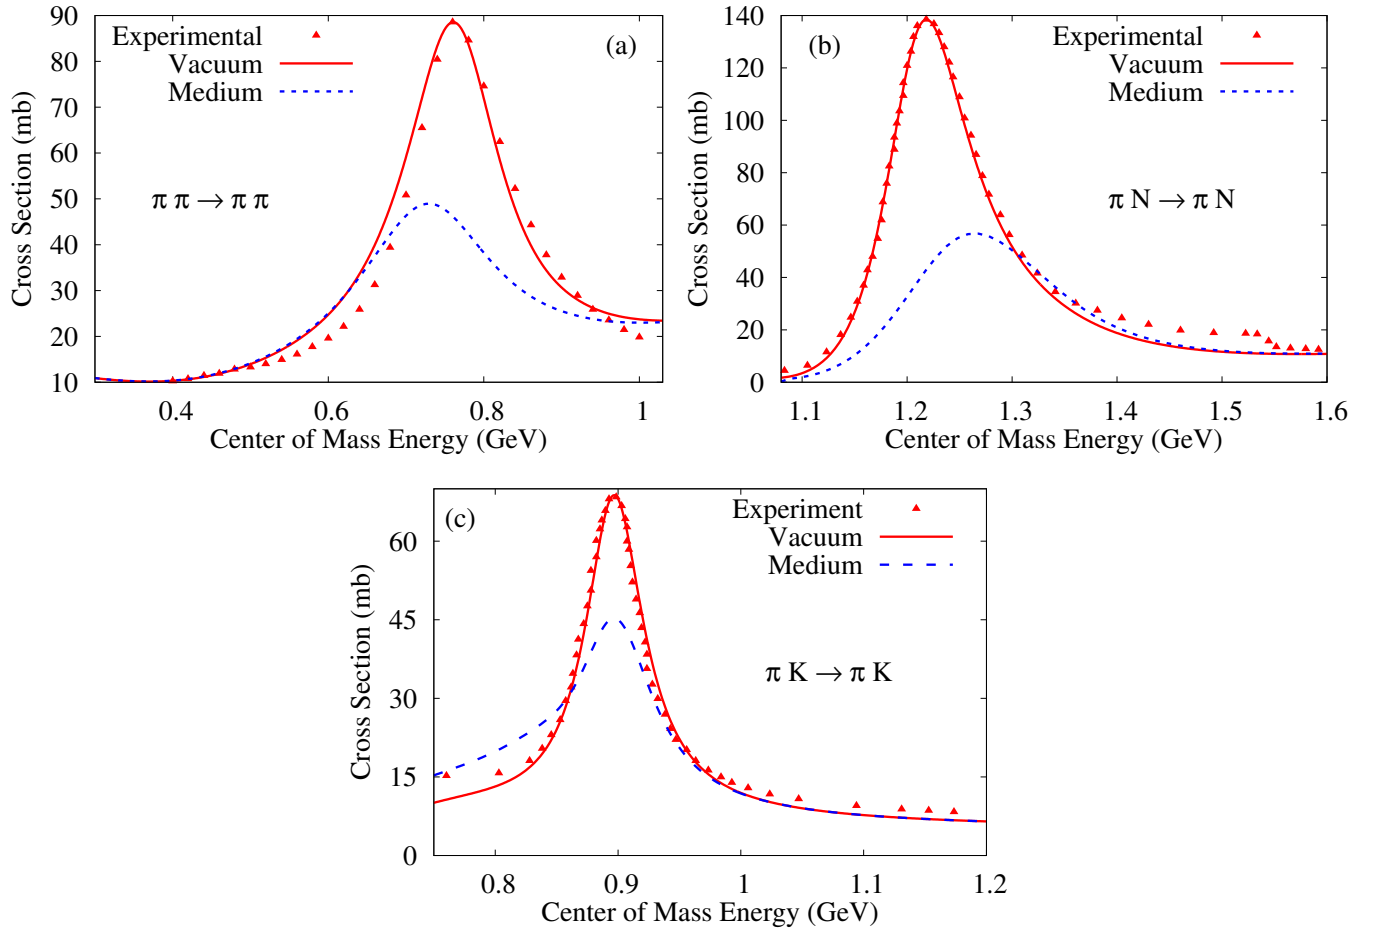 (a)
Experimental
Vacuum
Medium
π π → π π
Cross Section (mb)
90
80
70
60
50
40
30
20
10
0.4 0.6 0.8 1
Center of Mass Energy (GeV)
(b)
Experimental
Vacuum
Medium
π N → π N
Cross Section (mb)
140
120
100
80
60
40
20
0
1.1 1.2 1.3 1.4 1.5 1.6
Center of Mass Energy (GeV)
(c)
Experiment
Vacuum
Medium
π K → π K
Cross Section (mb)
60
45
30
15
0
0.8 0.9 1 1.1 1.2
Center of Mass Energy (GeV)